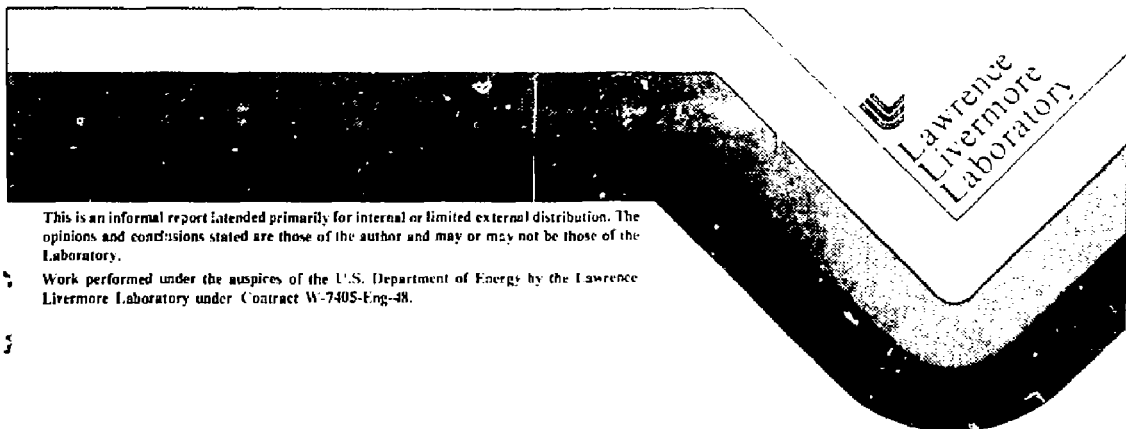 Lawrence
Livermore
Laboratory
This is an informal report intended primarily for internal or limited external distribution. The
opinions and conclusions stated are those of the author and may or may not be those of the
Laboratory.
Work performed under the auspices of the U.S. Department of Energy by the Lawrence
Livermore Laboratory under Contract W-7405-Eng-48.